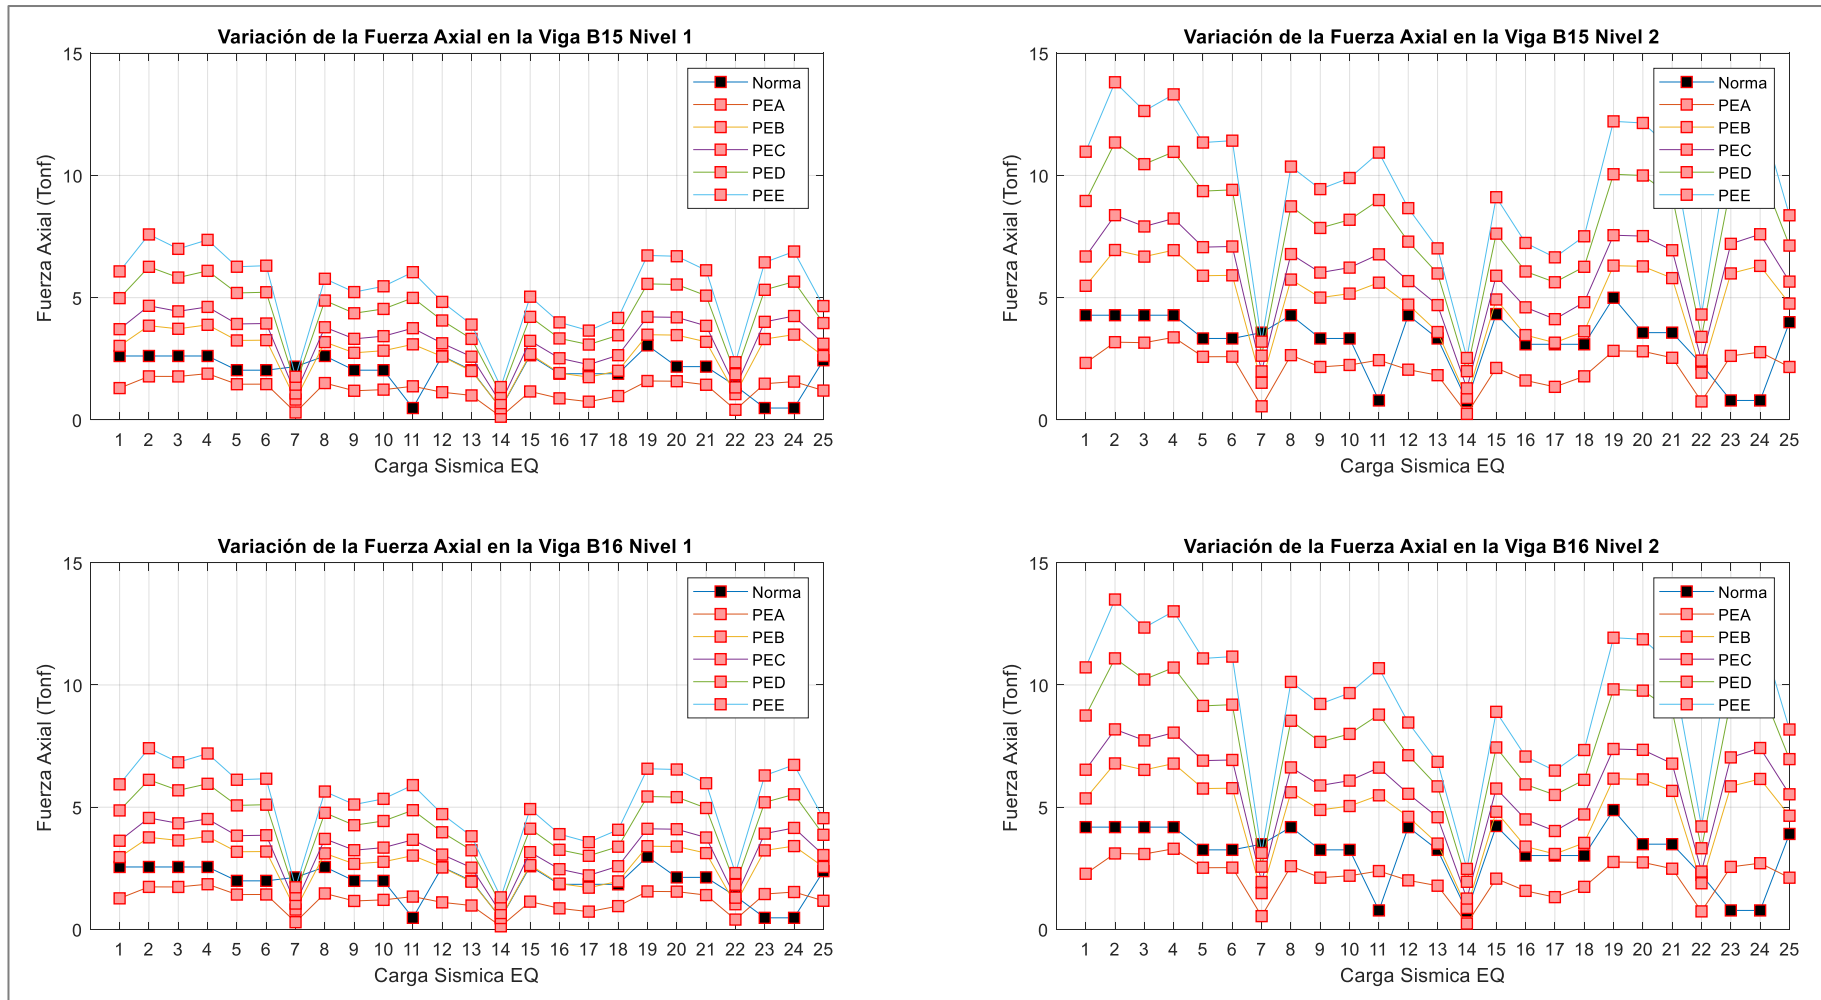 Variación de la Fuerza Axial en la Viga B15 Nivel 1
15
10
5
0
Fuerza Axial (Tonf)
Norma
PEA
PEB
PEC
PED
PEE
1 2 3 4 5 6 7 8 9 10 11 12 13 14 15 16 17 18 19 20 21 22 23 24 25
Carga Sismica EQ
Variación de la Fuerza Axial en la Viga B15 Nivel 2
15
10
5
0
Fuerza Axial (Tonf)
Norma
PEA
PEB
PEC
PED
PEE
1 2 3 4 5 6 7 8 9 10 11 12 13 14 15 16 17 18 19 20 21 22 23 24 25
Carga Sismica EQ
Variación de la Fuerza Axial en la Viga B16 Nivel 1
15
10
5
0
Fuerza Axial (Tonf)
Norma
PEA
PEB
PEC
PED
PEE
1 2 3 4 5 6 7 8 9 10 11 12 13 14 15 16 17 18 19 20 21 22 23 24 25
Carga Sismica EQ
Variación de la Fuerza Axial en la Viga B16 Nivel 2
15
10
5
0
Fuerza Axial (Tonf)
Norma
PEA
PEB
PEC
PED
PEE
1 2 3 4 5 6 7 8 9 10 11 12 13 14 15 16 17 18 19 20 21 22 23 24 25
Carga Sismica EQ